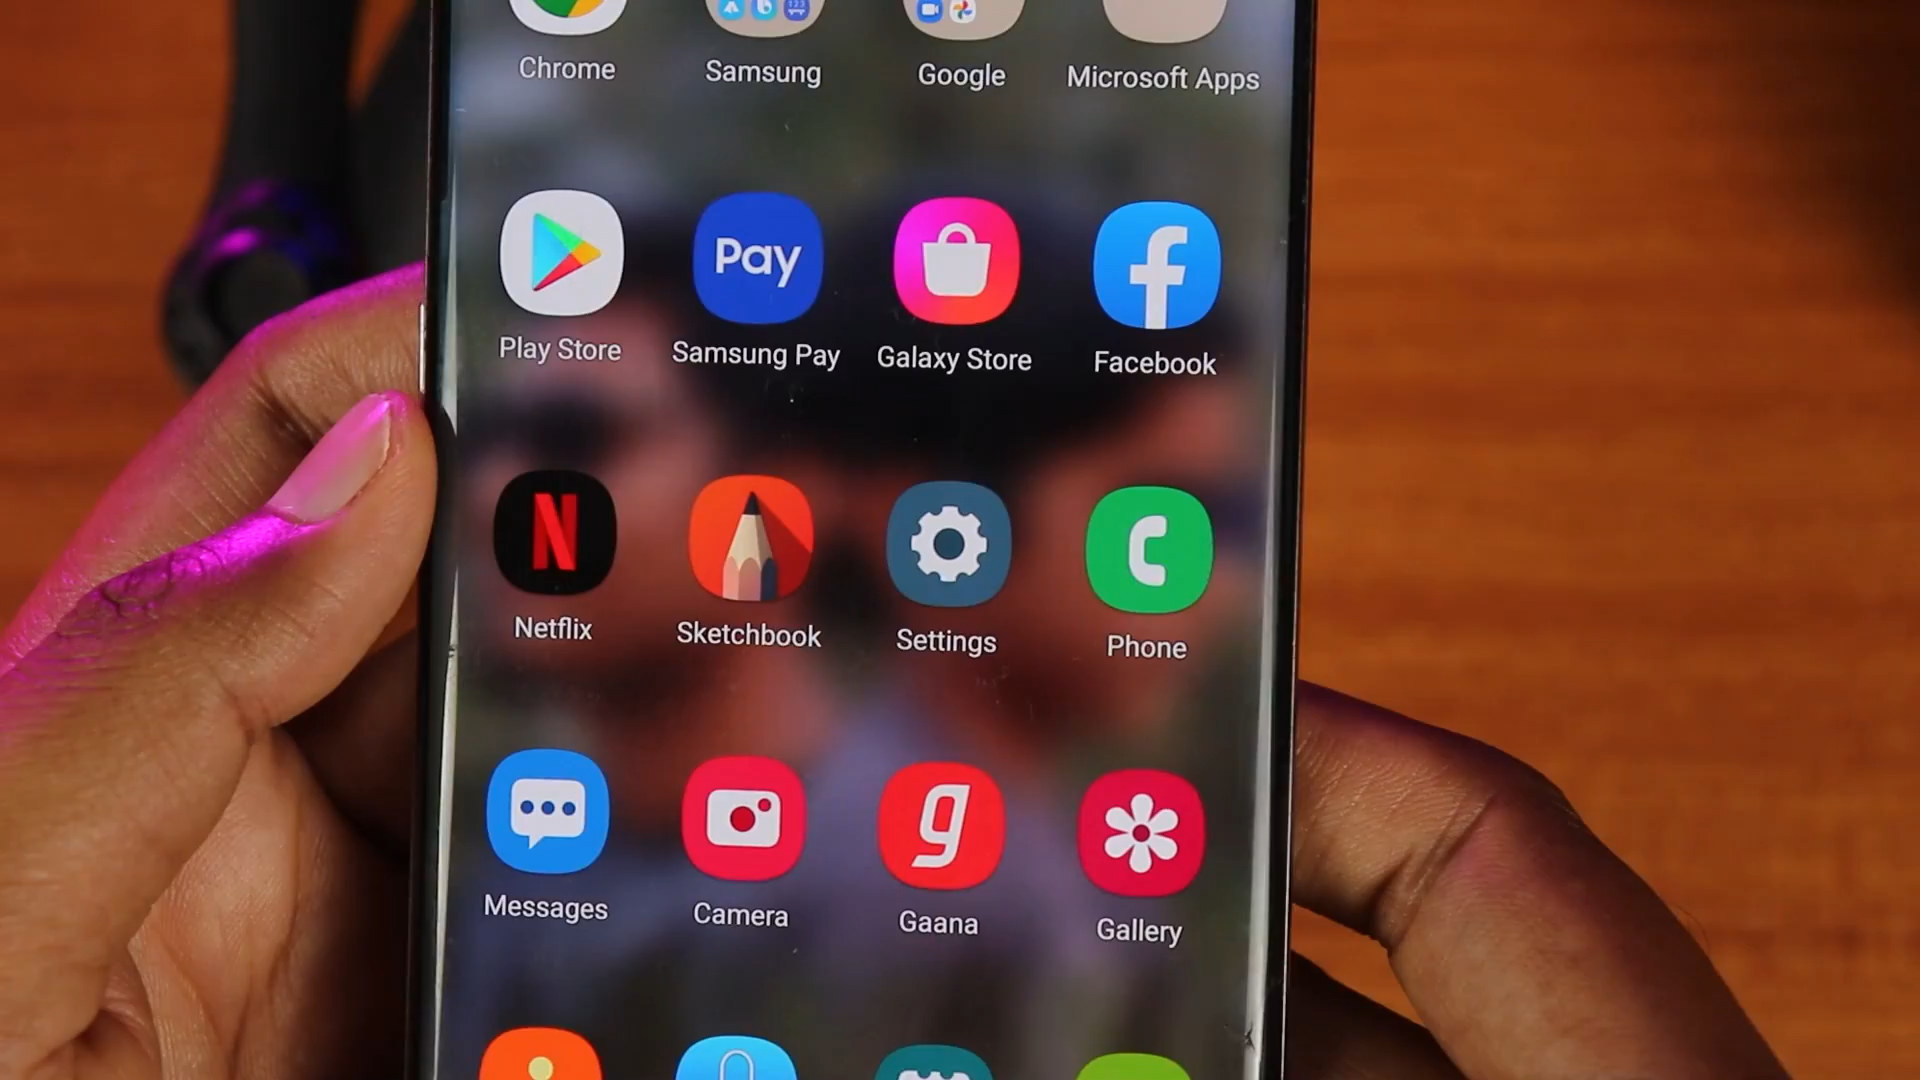 Chrome
Samsung
Google
Microsoft Apps
Pay
Play Store
Samsung Pay
Galaxy Store
Facebook
Netflix
Sketchbook
Settings
Phone
Messages
Camera
Gaana
Gallery